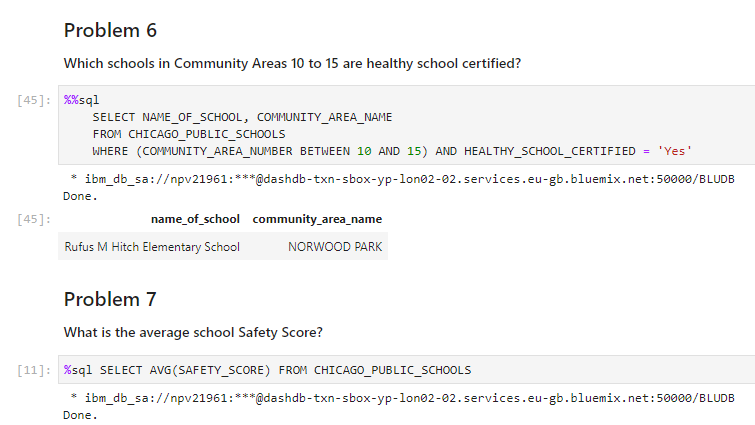 Problem 6
Which schools in Community Areas 10 to 15 are healthy school certified?
[45]: %%sql
SELECT NAME_OF_SCHOOL, COMMUNITY_AREA_NAME
FROM CHICAGO_PUBLIC_SCHOOLS
WHERE (COMMUNITY_AREA_NUMBER BETWEEN 10 AND 15) AND HEALTHY_SCHOOL_CERTIFIED = 'Yes'
* ibm_db_sa://npv21961:***@dashdb-txn-sbox-yp-lon02-02.services.eu-gb.bluemix.net:50000/BLUDB
Done.
[45]: name_of_school community_area_name
Rufus M Hitch Elementary School NORWOOD PARK
Problem 7
What is the average school Safety Score?
[11]: %sql SELECT AVG(SAFETY_SCORE) FROM CHICAGO_PUBLIC_SCHOOLS
* ibm_db_sa://npv21961:***@dashdb-txn-sbox-yp-lon02-02.services.eu-gb.bluemix.net:50000/BLUDB
Done.